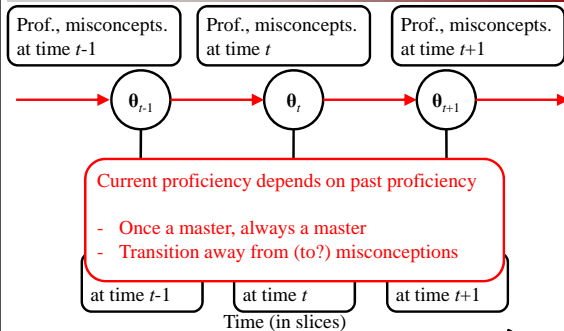 Prof., misconcepts. Prof., misconcepts. Prof., misconcepts.
at time t-1 at time t at time t+1
θt-1 θt θt+1
Current proficiency depends on past proficiency
- Once a master, always a master
- Transition away from (to?) misconceptions
at time t-1 at time t at time t+1
Time (in slices)